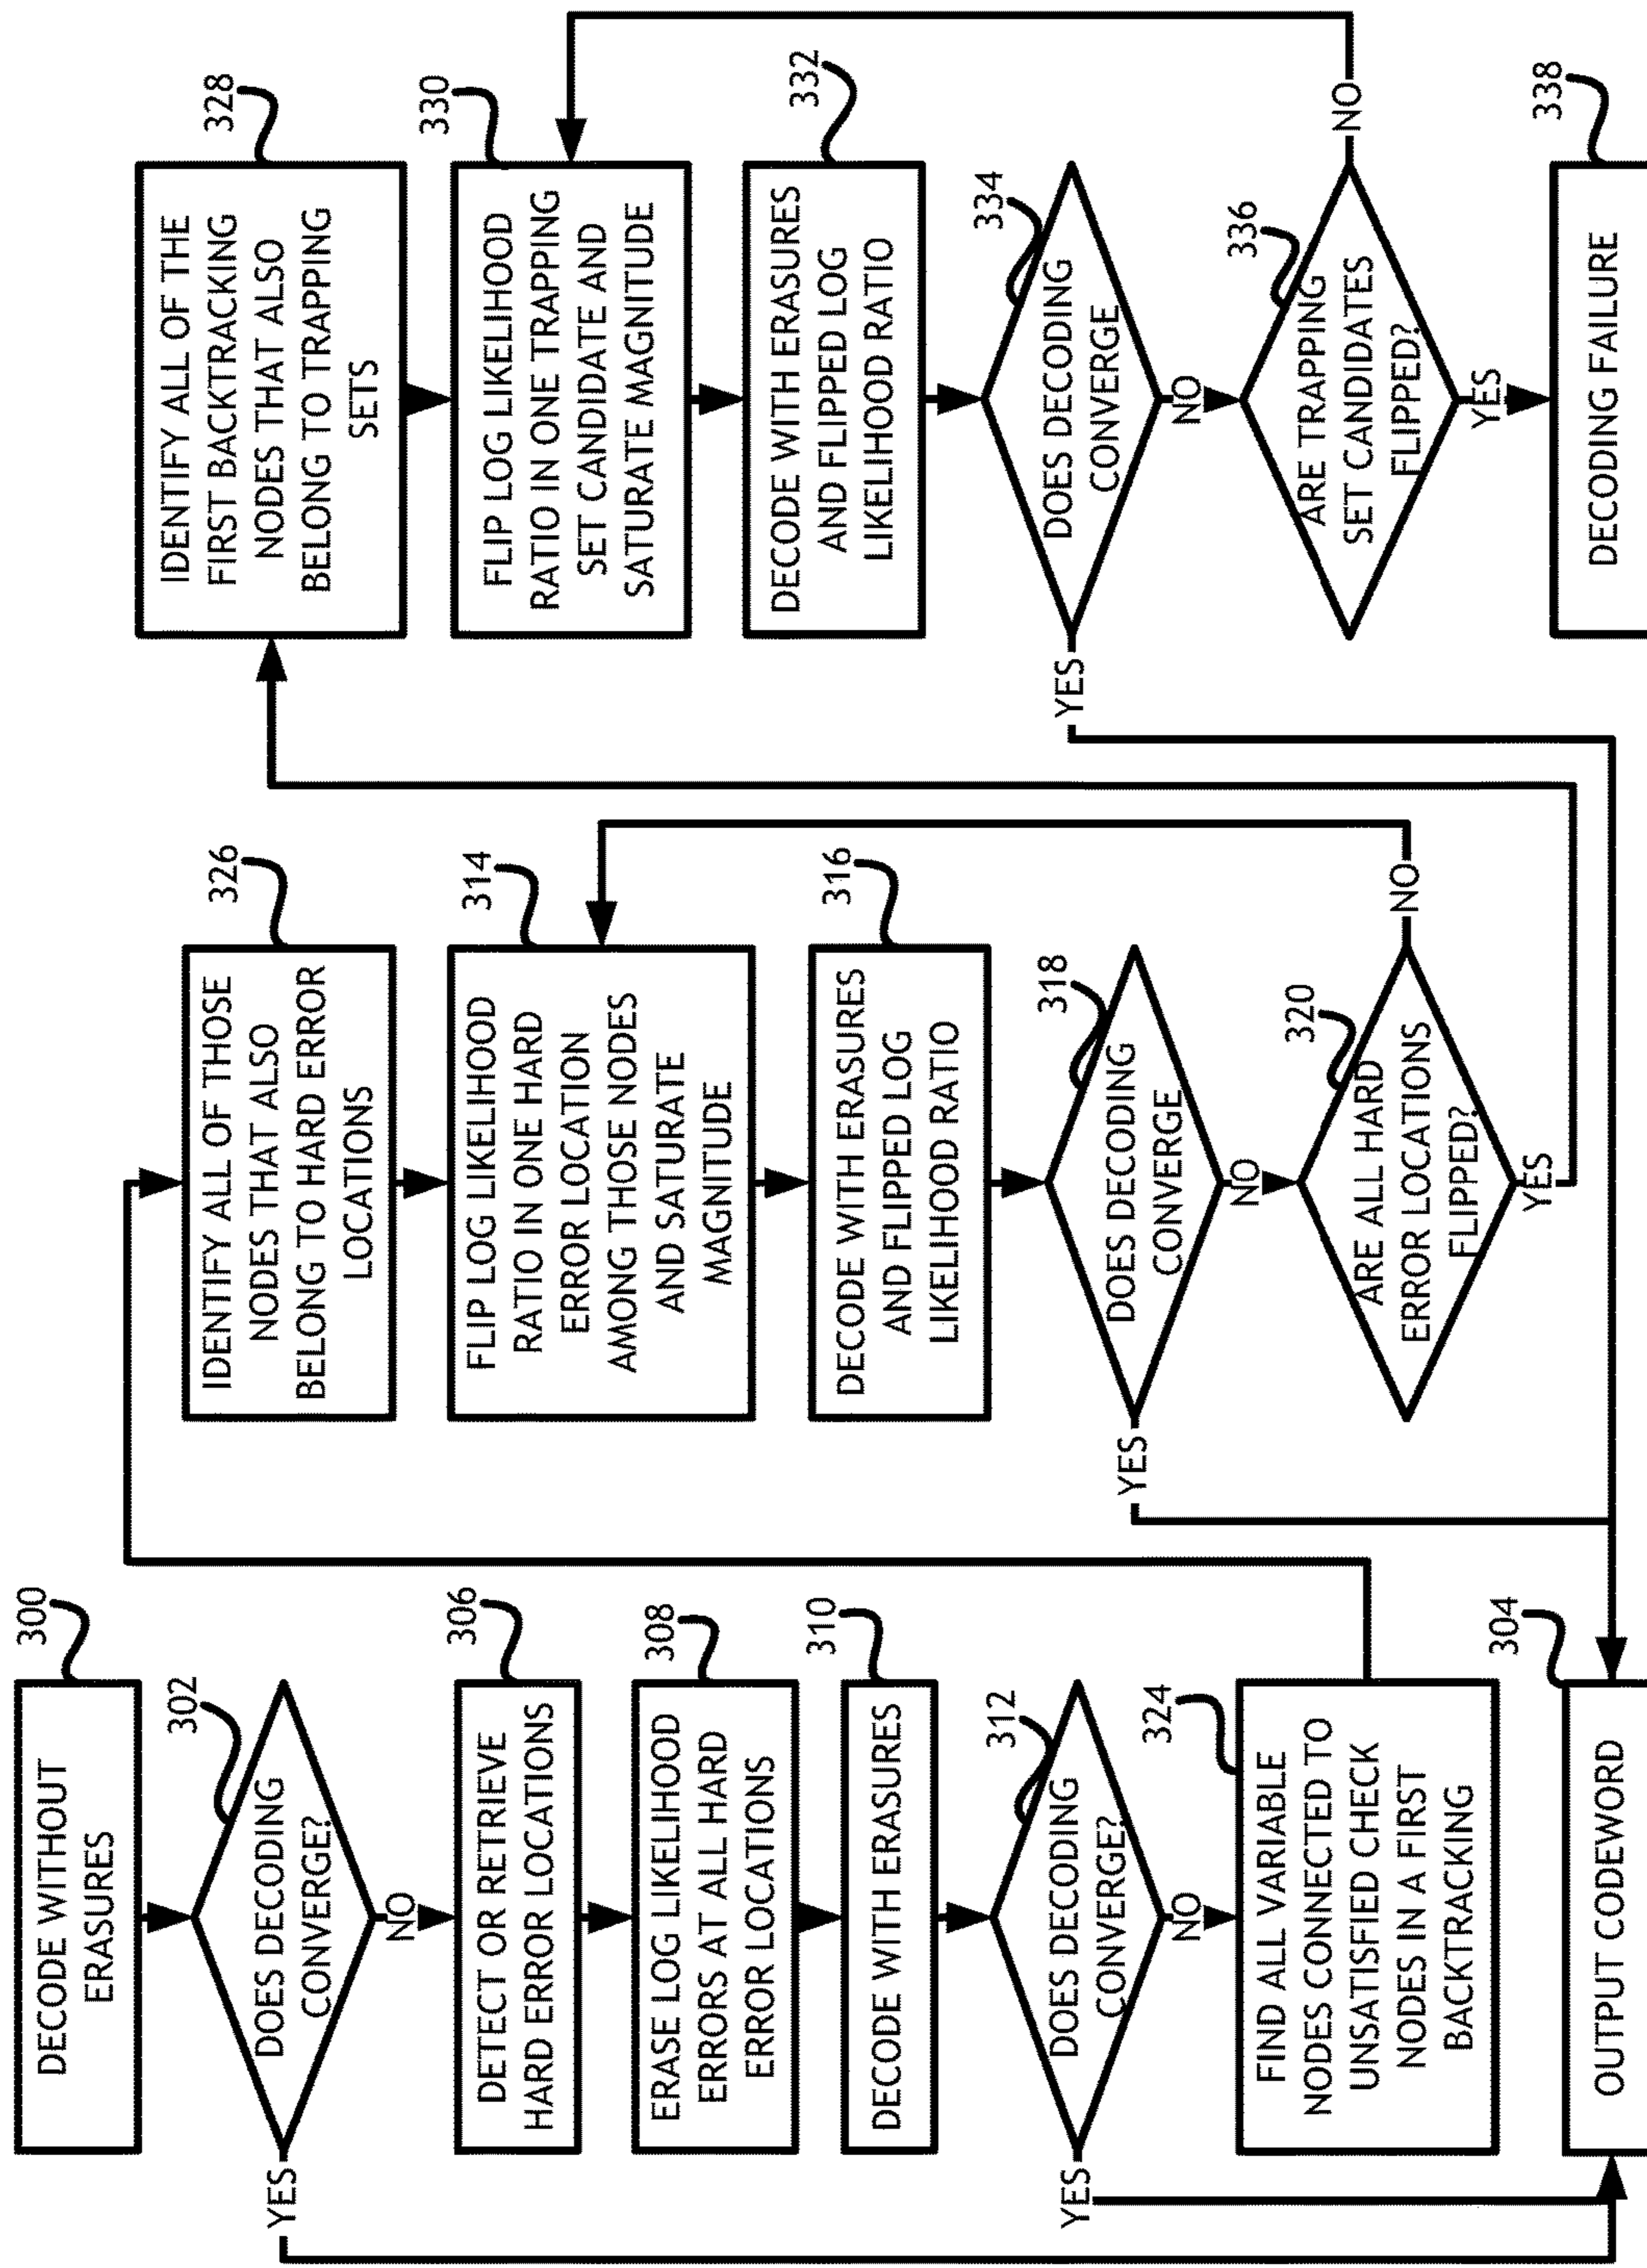 300
DECODE WITHOUT
ERASURES
302
DOES DECODING
CONVERGE?
YES
NO
306
DETECT OR RETRIEVE
HARD ERROR LOCATIONS
308
ERASE LOG LIKELIHOOD
ERRORS AT ALL HARD
ERROR LOCATIONS
310
DECODE WITH ERASURES
312
DOES DECODING
CONVERGE?
YES
NO
324
FIND ALL VARIABLE
NODES CONNECTED TO
UNSATISFIED CHECK
NODES IN A FIRST
BACKTRACKING
304
OUTPUT CODEWORD
326
IDENTIFY ALL OF THOSE
NODES THAT ALSO
BELONG TO HARD ERROR
LOCATIONS
314
FLIP LOG LIKELIHOOD
RATIO IN ONE HARD
ERROR LOCATION
AMONG THOSE NODES
AND SATURATE
MAGNITUDE
316
DECODE WITH ERASURES
AND FLIPPED LOG
LIKELIHOOD RATIO
318
DOES DECODING
CONVERGE
YES
NO
320
ARE ALL HARD
ERROR LOCATIONS
FLIPPED?
NO
YES
328
IDENTIFY ALL OF THE
FIRST BACKTRACKING
NODES THAT ALSO
BELONG TO TRAPPING
SETS
330
FLIP LOG LIKELIHOOD
RATIO IN ONE TRAPPING
SET CANDIDATE AND
SATURATE MAGNITUDE
332
DECODE WITH ERASURES
AND FLIPPED LOG
LIKELIHOOD RATIO
334
DOES DECODING
CONVERGE
YES
NO
336
ARE TRAPPING
SET CANDIDATES
FLIPPED?
NO
YES
338
DECODING FAILURE